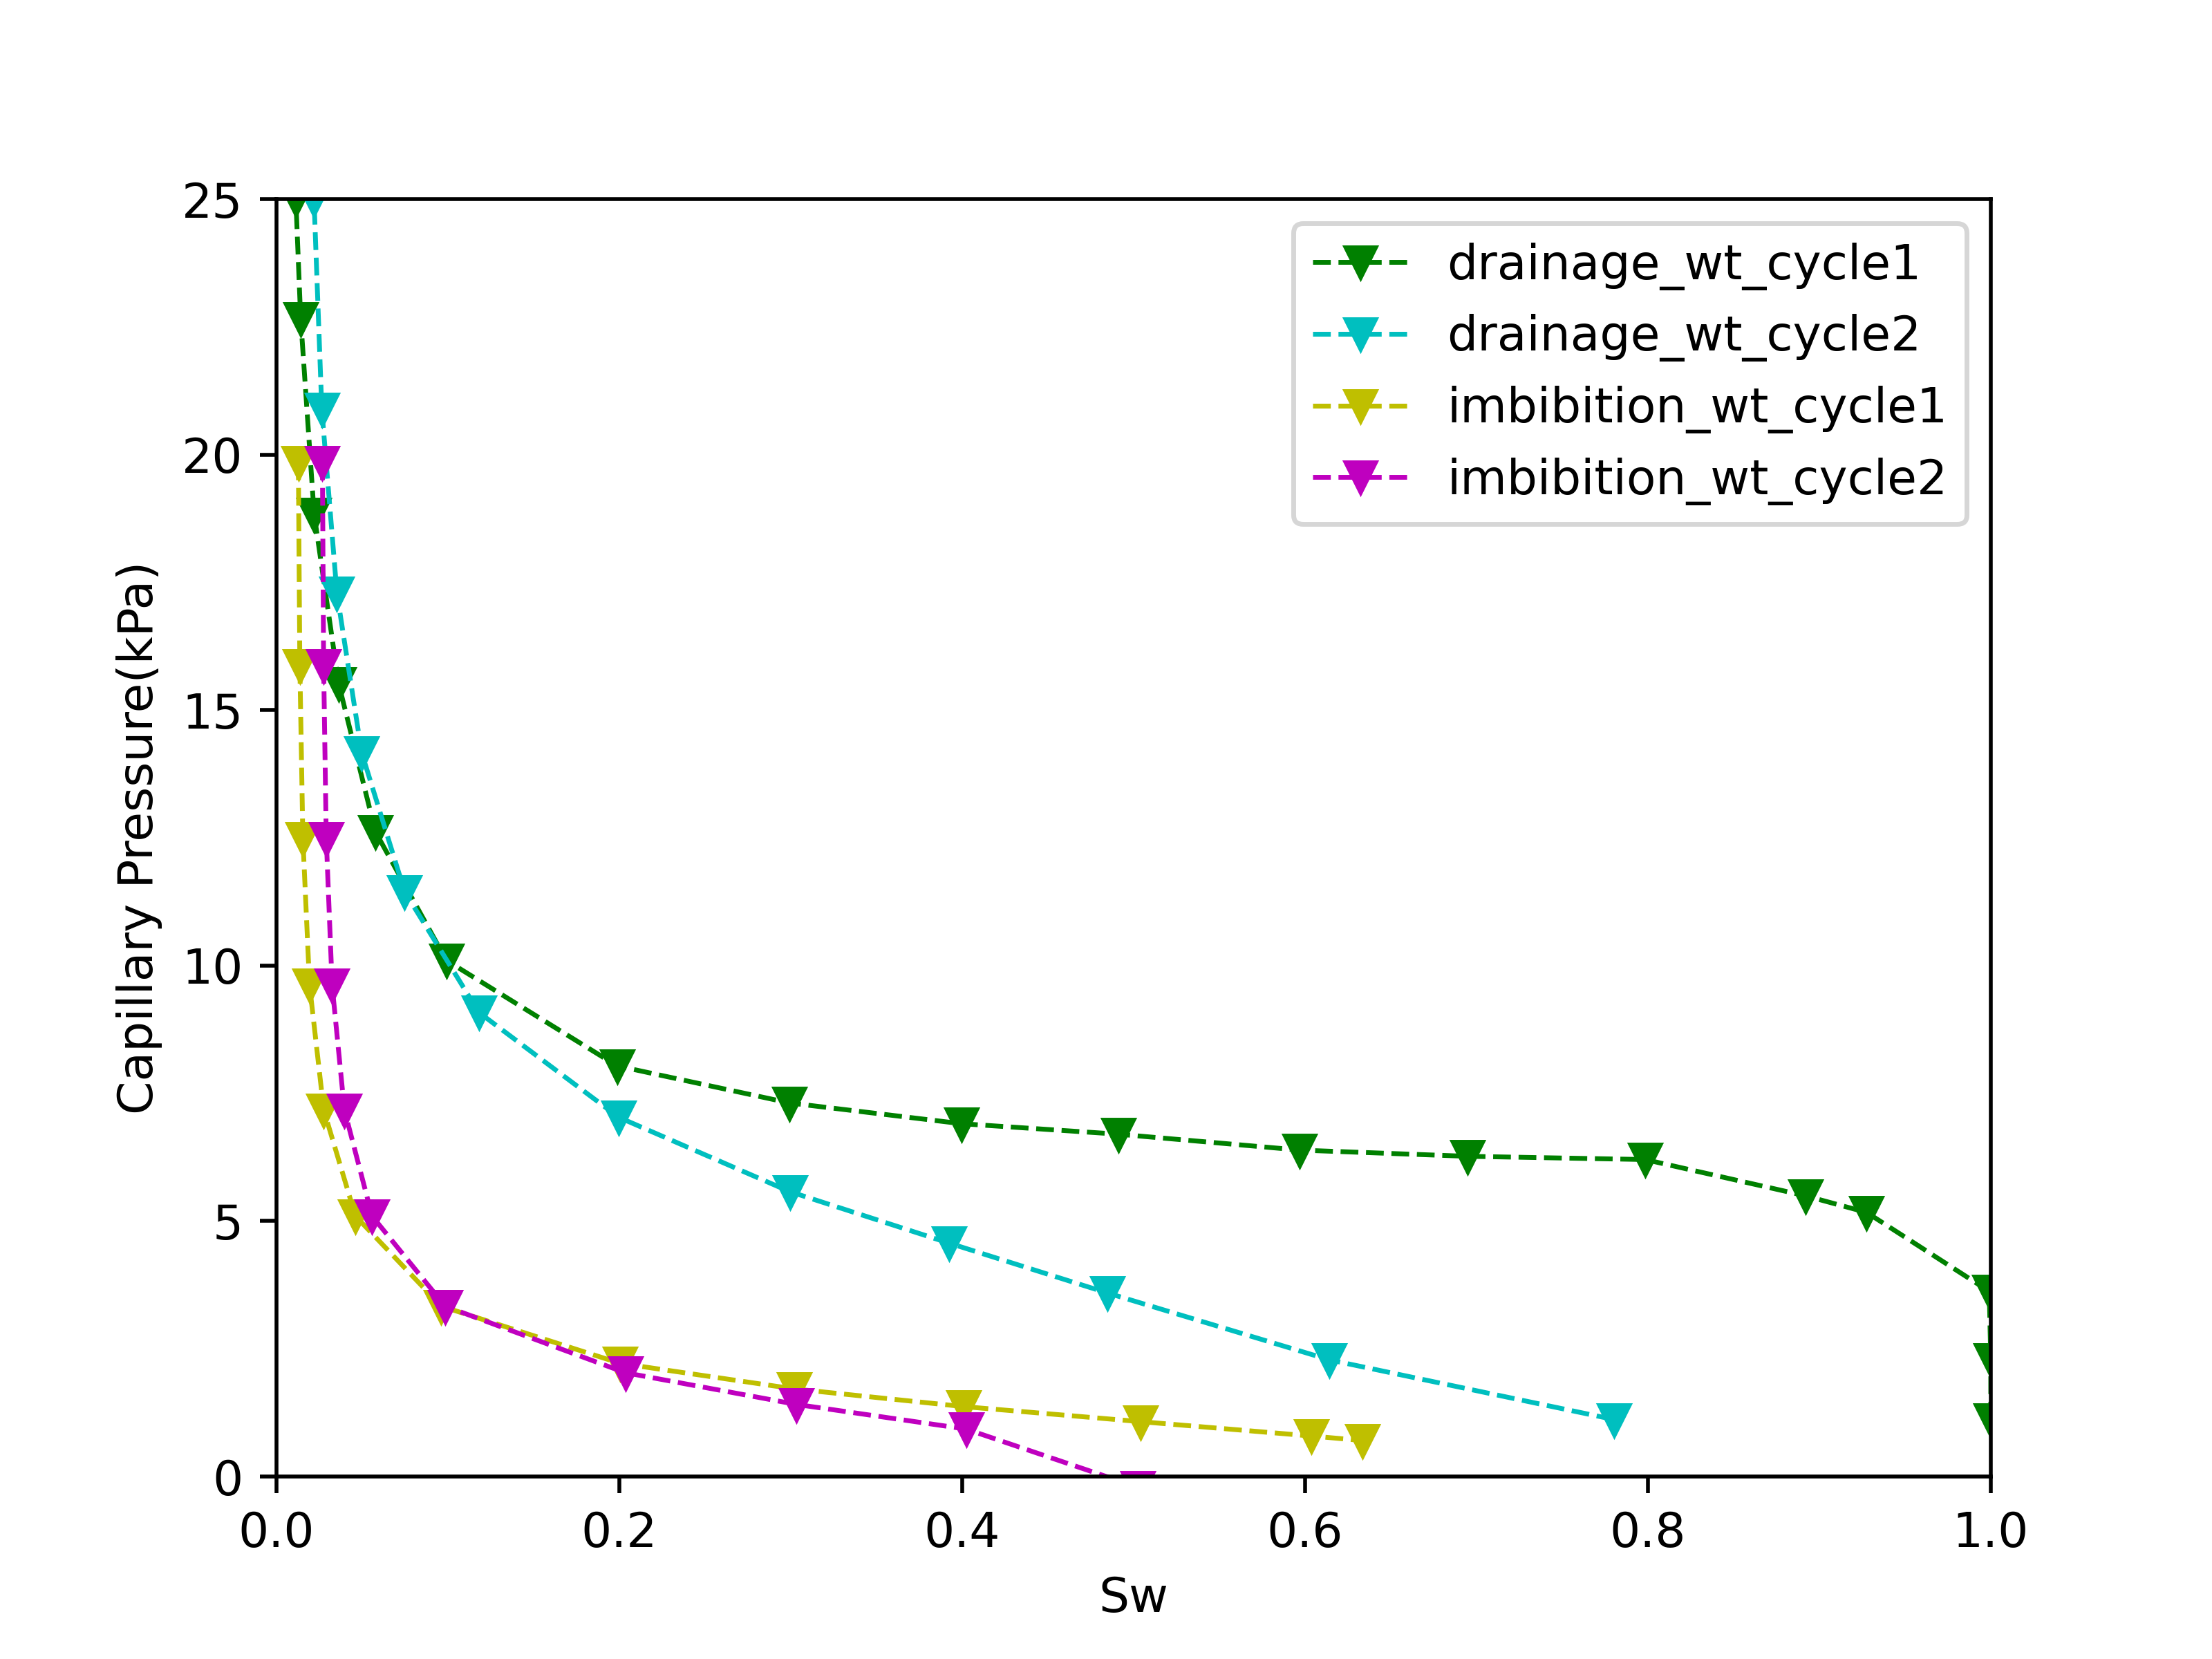 25
20
15
10
5
0
0.0 0.2 0.4 0.6 0.8 1.0
Sw
Capillary Pressure(kPa)
drainage_wt_cycle1
drainage_wt_cycle2
imbibition_wt_cycle1
imbibition_wt_cycle2